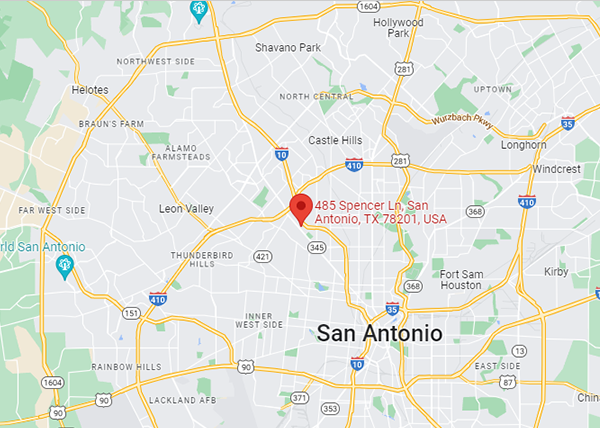 1604
Hollywood
Park
Shavano Park
NORTHWEST SIDE
281
Helotes
NORTH CENTRAL
UPTOWN
BRAUN'S FARM
Wurzbach Pkwy
35
Castle Hills
Longhorn
ALAMO
FARMSTEADS
10
410
281
Windcrest
410
FAR WEST SIDE
Leon Valley
485 Spencer Ln, San
Antonio, TX 78201, USA
368
rld San Antonio
345
THUNDERBIRD
HILLS
421
Fort Sam
Houston
Kirby
368
410
151
35
INNER
WEST SIDE
San Antonio
13
RAINBOW HILLS
90
10
EAST SIDE
1604
87
90
90
LACKLAND AFB
371
353
China